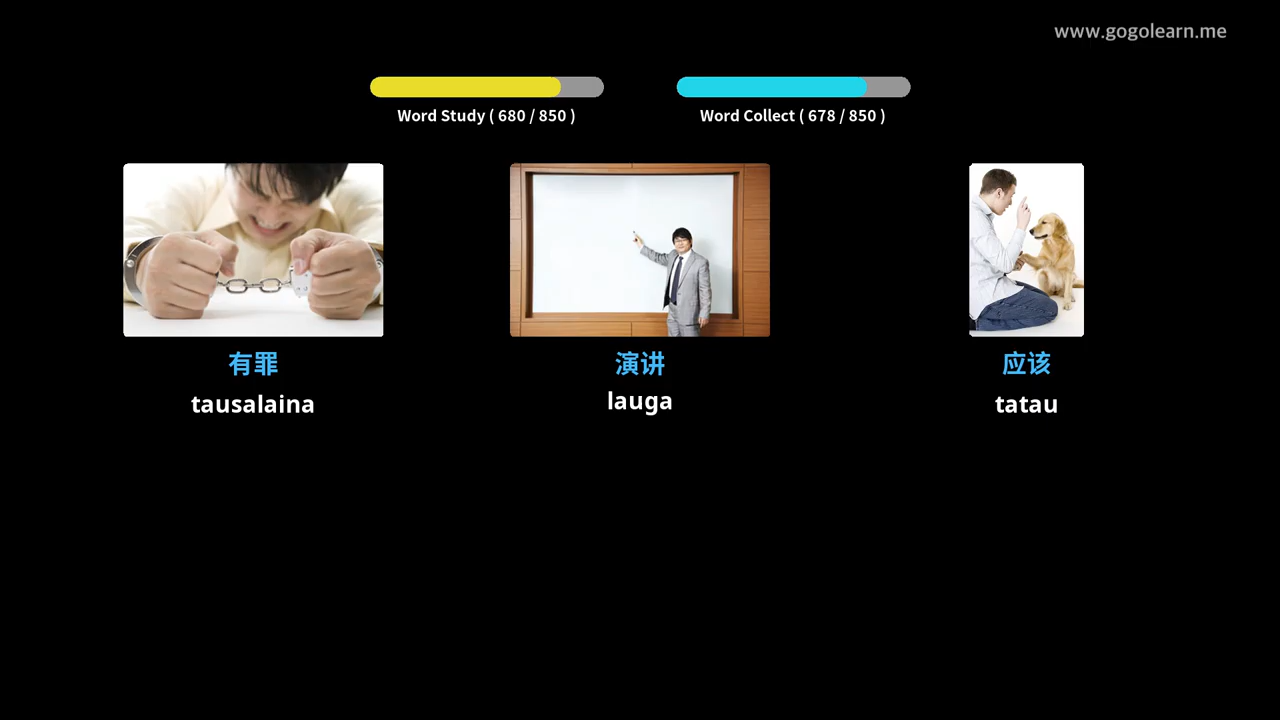 www.gogolearn.me
Word Study ( 680 / 850 )
Word Collect ( 678 / 850 )
有罪
演讲
应该
tausalaina
lauga
tatau